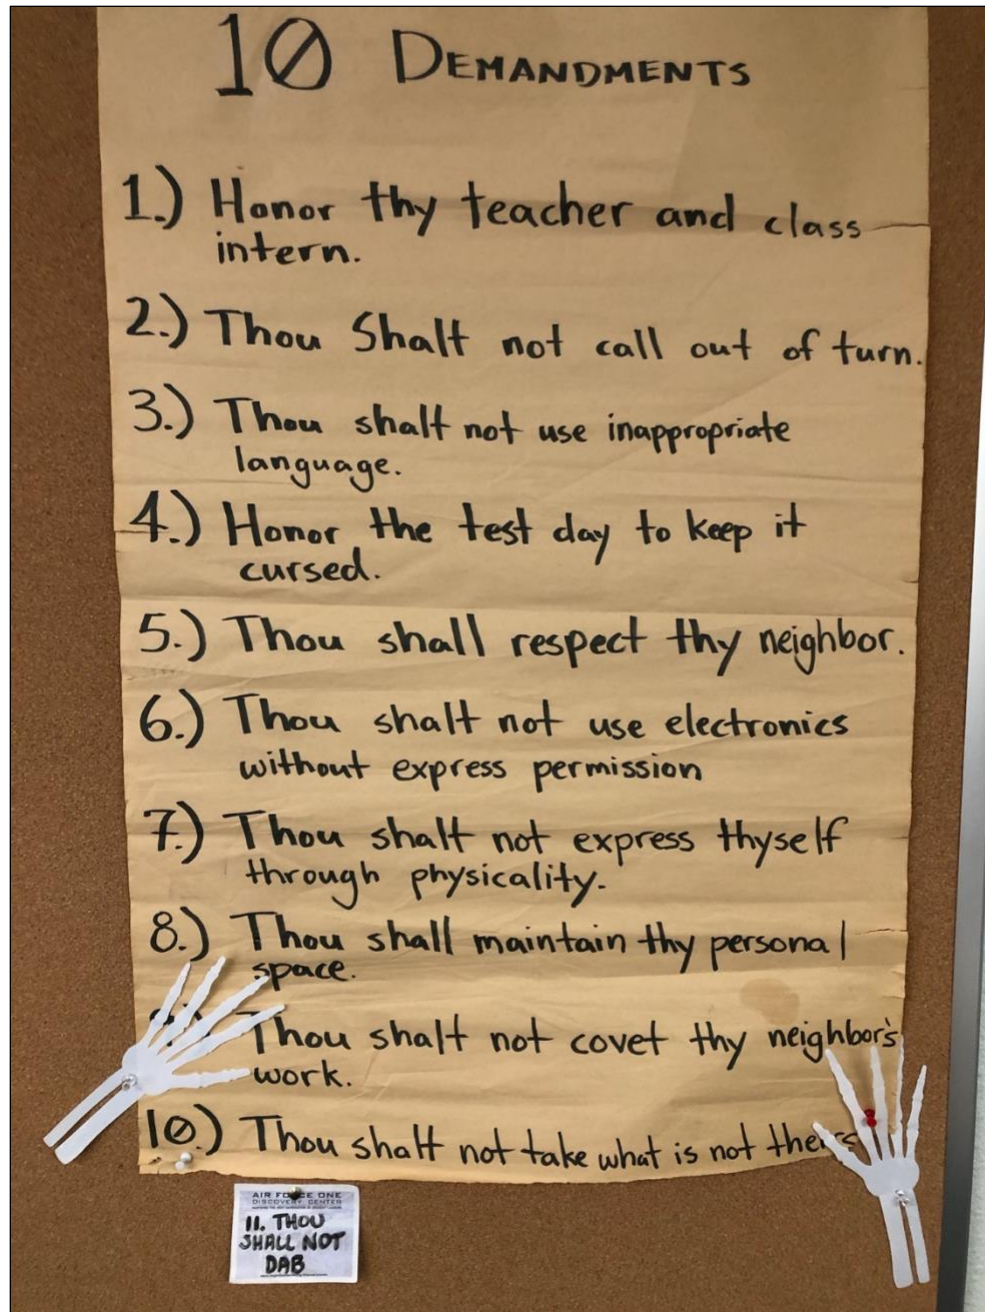 10 DEMANDMENTS
1.) Honor thy teacher and class
intern.
2.) Thou Shalt not call out of turn.
3.) Thou shalt not use inappropriate
language.
4.) Honor the test day to keep it
cursed.
5.) Thou shall respect thy neighbor.
6.) Thou shalt not use electronics
without express permission
7.) Thou shalt not express thyself
through physicality.
8.) Thou shall maintain thy personal
space.
Thou shalt not covet thy neighbor's
work.
10.) Thou shalt not take what is not theirs
AIR FORCE ONE
DISCOVERY CENTER
11. THOU
SHALL NOT
DAB